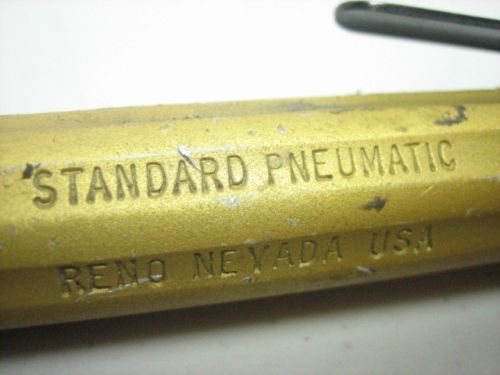 STANDARD PNEUMATIC
RENO NEVADA USA